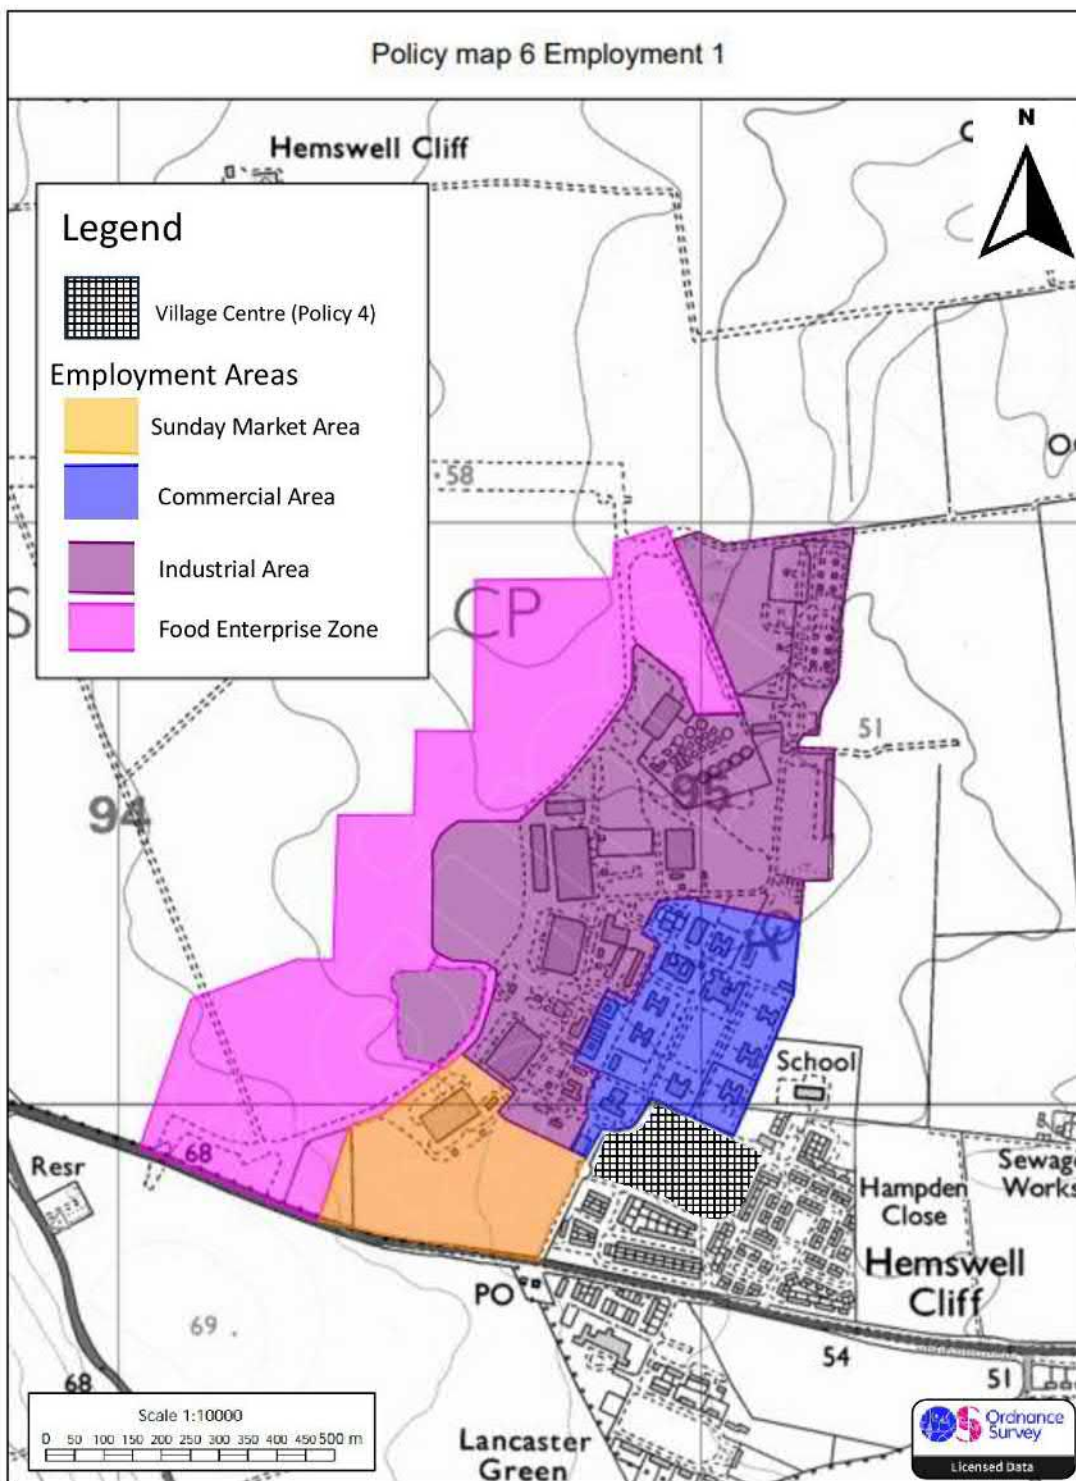 Policy map 6 Employment 1
Hemswell Cliff
C
N
Legend
Village Centre (Policy 4)
Employment Areas
Sunday Market Area
Commercial Area
Industrial Area
Food Enterprise Zone
58
S
CP
51
94
95
School
Resr
68
Hampden
Close
Sewage
Works
Hemswell
Cliff
PO
69
54
51
68
Scale 1:10000
0 50 100 150 200 250 300 350 400 450 500 m
Lancaster
Green
OS
Ordnance
Survey
Licensed Data